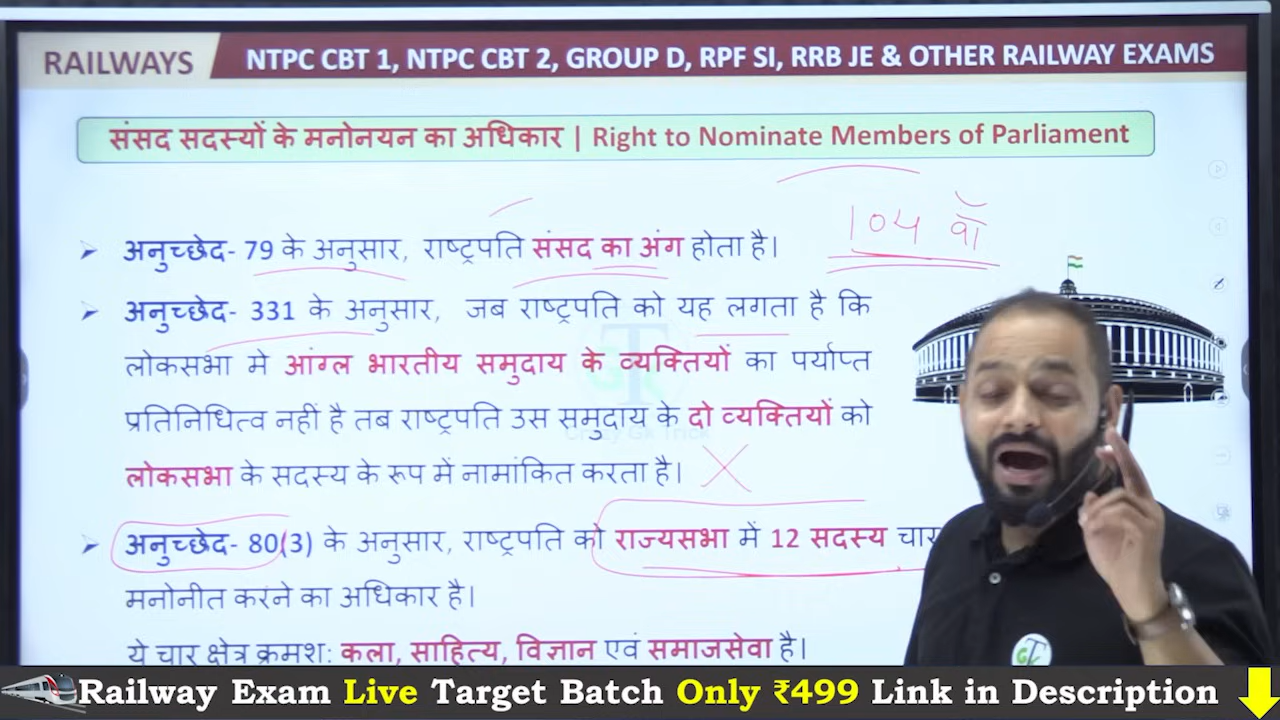 RAILWAYS
NTPC CBT 1, NTPC CBT 2, GROUP D, RPF SI, RRB JE & OTHER RAILWAY EXAMS
संसद सदस्यों के मनोनयन का अधिकार | Right to Nominate Members of Parliament
104 वॉ
अनुच्छेद- 79 के अनुसार, राष्ट्रपति संसद का अंग होता है।
अनुच्छेद- 331 के अनुसार, जब राष्ट्रपति को यह लगता है कि
लोकसभा मे आंग्ल भारतीय समुदाय के व्यक्तियों का पर्याप्त
प्रतिनिधित्व नहीं है तब राष्ट्रपति उस समुदाय के दो व्यक्तियों को
लोकसभा के सदस्य के रूप में नामांकित करता है।
अनुच्छेद- 80(3) के अनुसार, राष्ट्रपति को राज्यसभा में 12 सदस्य चार
मनोनीत करने का अधिकार है।
ये चार क्षेत्र क्रमश: कला, साहित्य, विज्ञान एवं समाजसेवा है।
Railway Exam Live Target Batch Only ₹499 Link in Description